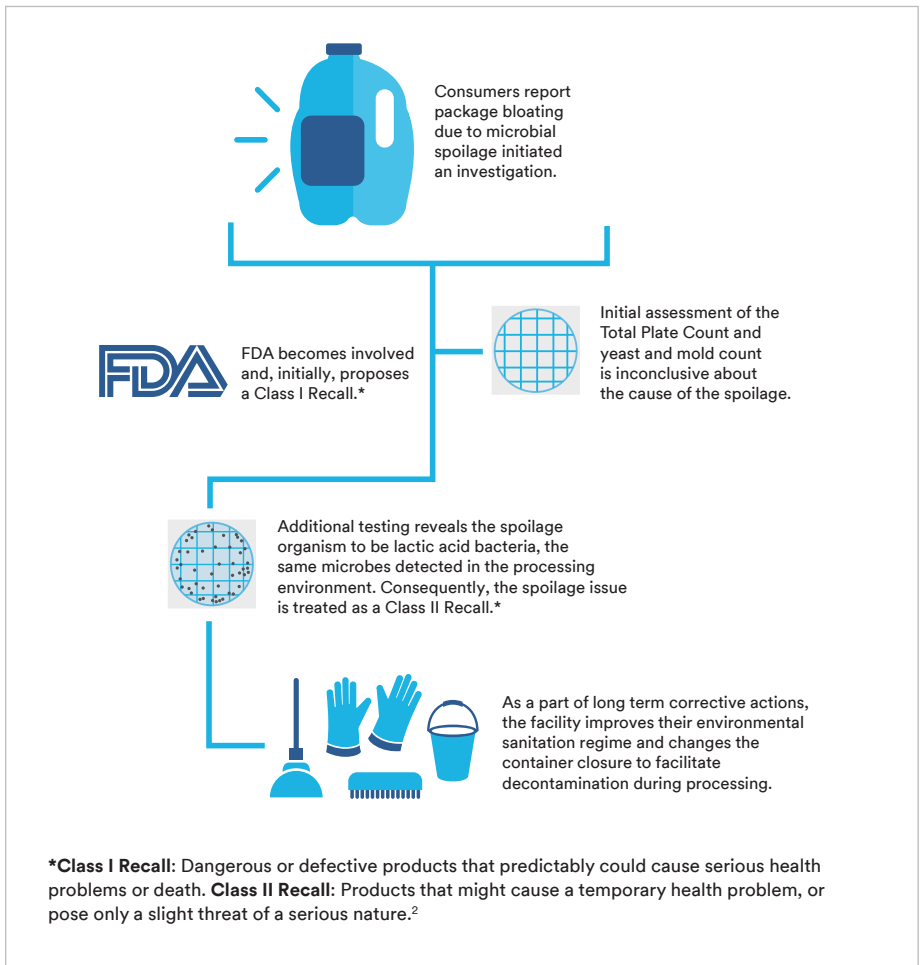 Consumers report
package bloating
due to microbial
spoilage initiated
an investigation.
FDA
FDA becomes involved
and, initially, proposes
a Class I Recall.*
Initial assessment of the
Total Plate Count and
yeast and mold count
is inconclusive about
the cause of the spoilage.
Additional testing reveals the spoilage
organism to be lactic acid bacteria, the
same microbes detected in the processing
environment. Consequently, the spoilage issue
is treated as a Class II Recall.*
As a part of long term corrective actions,
the facility improves their environmental
sanitation regime and changes the
container closure to facilitate
decontamination during processing.
*Class I Recall: Dangerous or defective products that predictably could cause serious health
problems or death. Class II Recall: Products that might cause a temporary health problem, or
pose only a slight threat of a serious nature.²